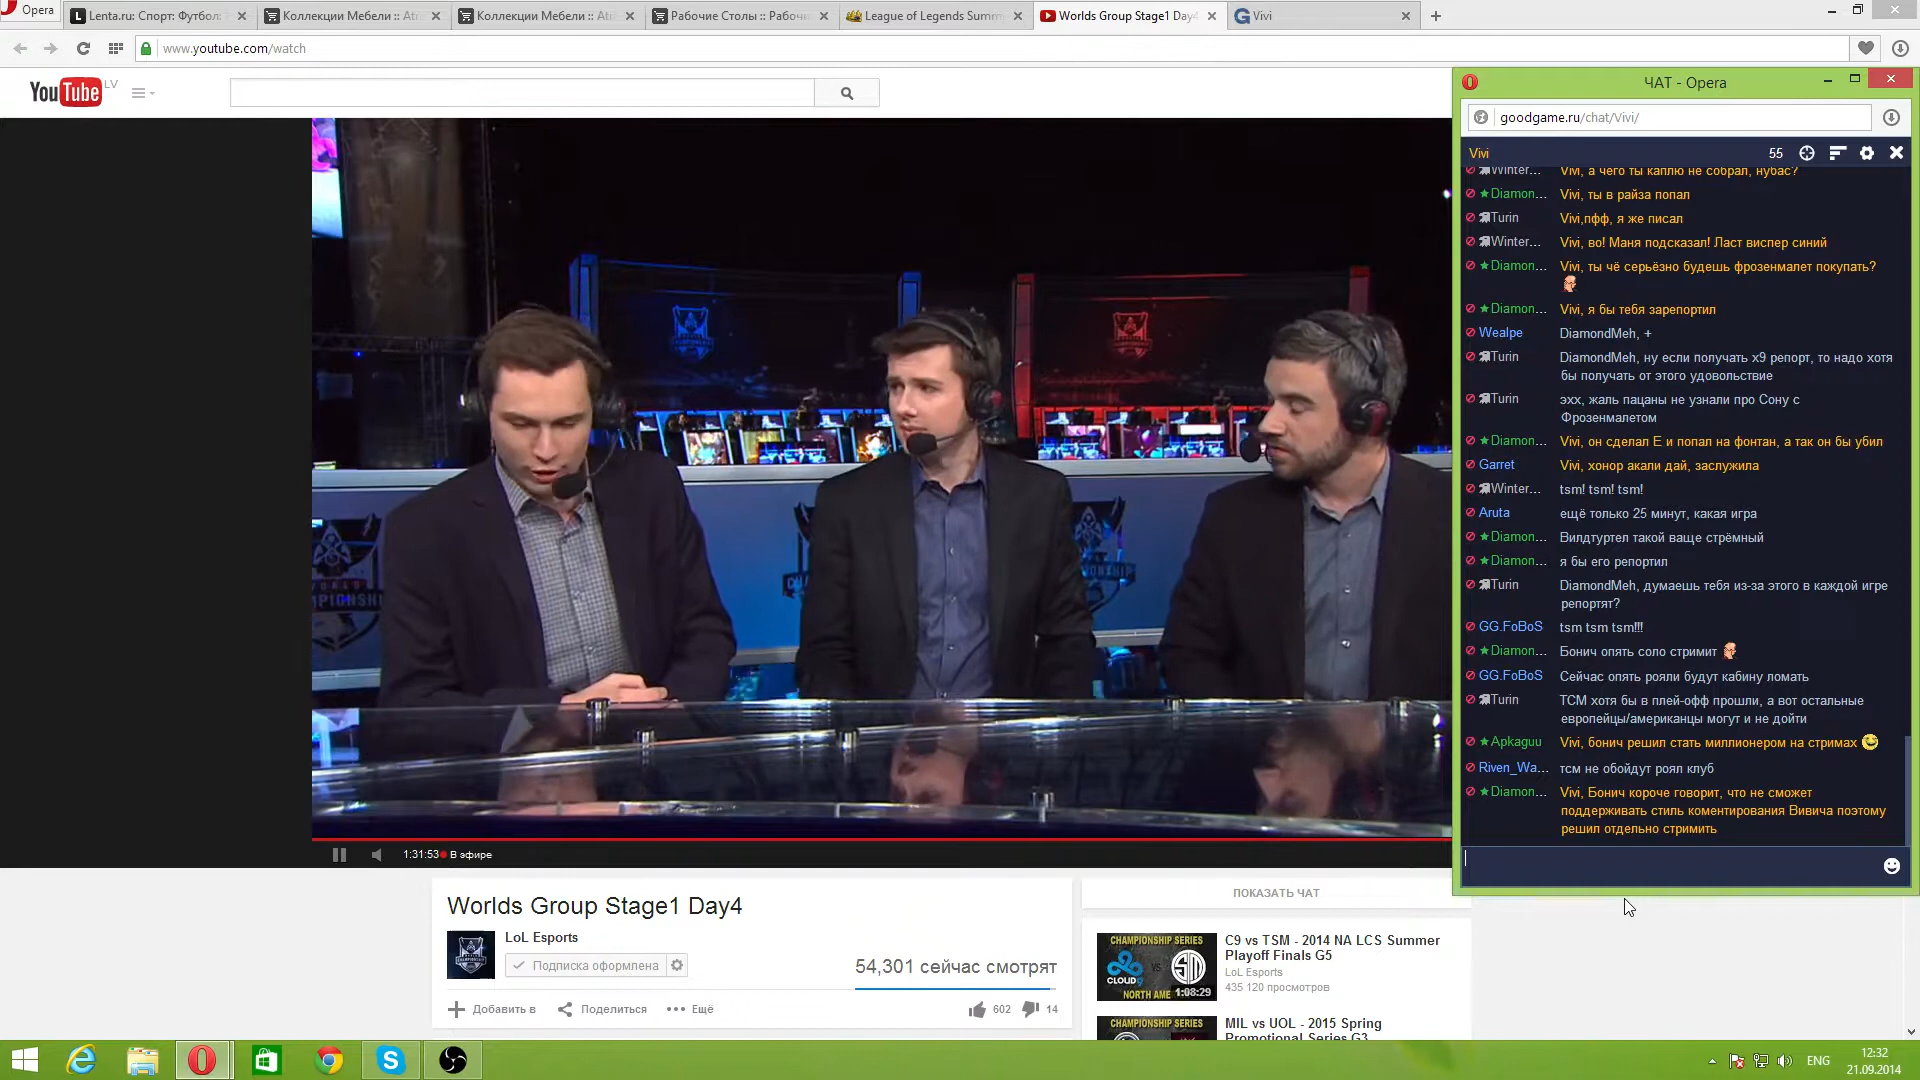 Opera
Lenta.ru: Спорт: Футбол:
Коллекции Мебели :: Atr
Коллекции Мебели :: Atr
Рабочие Столы :: Рабоч
League of Legends Summ
Worlds Group Stage1 Day4
Vivi
www.youtube.com/watch
YouTube LV
ЧАТ - Opera
goodgame.ru/chat/Vivi/
Vivi 55
Winter... Vivi, а чего ты каплю не собрал, нубас?
Diamon... Vivi, ты в райза попал
Turin Vivi,пфф, я же писал
Winter... Vivi, во! Маня подсказал! Ласт виспер синий
Diamon... Vivi, ты чё серьёзно будешь фрозенмалет покупать?
Diamon... Vivi, я бы тебя зарепортил
Wealpe DiamondMeh, +
Turin DiamondMeh, ну если получать х9 репорт, то надо хотя
бы получать от этого удовольствие
Turin эхх, жаль пацаны не узнали про Сону с
Фрозенмалетом
Diamon... Vivi, он сделал Е и попал на фонтан, а так он бы убил
Garret Vivi, хонор акали дай, заслужила
Winter... tsm! tsm! tsm!
Aruta ещё только 25 минут, какая игра
Diamon... Вилдтуртел такой ваще стрёмный
Diamon... я бы его репортил
Turin DiamondMeh, думаешь тебя из-за этого в каждой игре
репортят?
GG.FoBoS tsm tsm tsm!!!
Diamon... Бонич опять соло стримит
GG.FoBoS Сейчас опять рояли будут кабину ломать
Turin ТСМ хотя бы в плей-офф прошли, а вот остальные
европейцы/американцы могут и не дойти
Apkaguu Vivi, бонич решил стать миллионером на стримах
Riven_Wa... тсм не обойдут роял клуб
Diamon... Vivi, Бонич короче говорит, что не сможет
поддерживать стиль коментирования Вивича поэтому
решил отдельно стримить
1:31:53 В эфире
Worlds Group Stage1 Day4
LoL Esports
Подписка оформлена
54,301 сейчас смотрят
Добавить в Поделиться Ещё 602 14
ПОКАЗАТЬ ЧАТ
CHAMPIONSHIP SERIES
CLOUD9 VS TSM
NORTH AME
1:08:29
C9 vs TSM - 2014 NA LCS Summer
Playoff Finals G5
LoL Esports
435 120 просмотров
CHAMPIONSHIP SERIES
MIL vs UOL - 2015 Spring
Promotional Series G3
ENG
12:32
21.09.2014